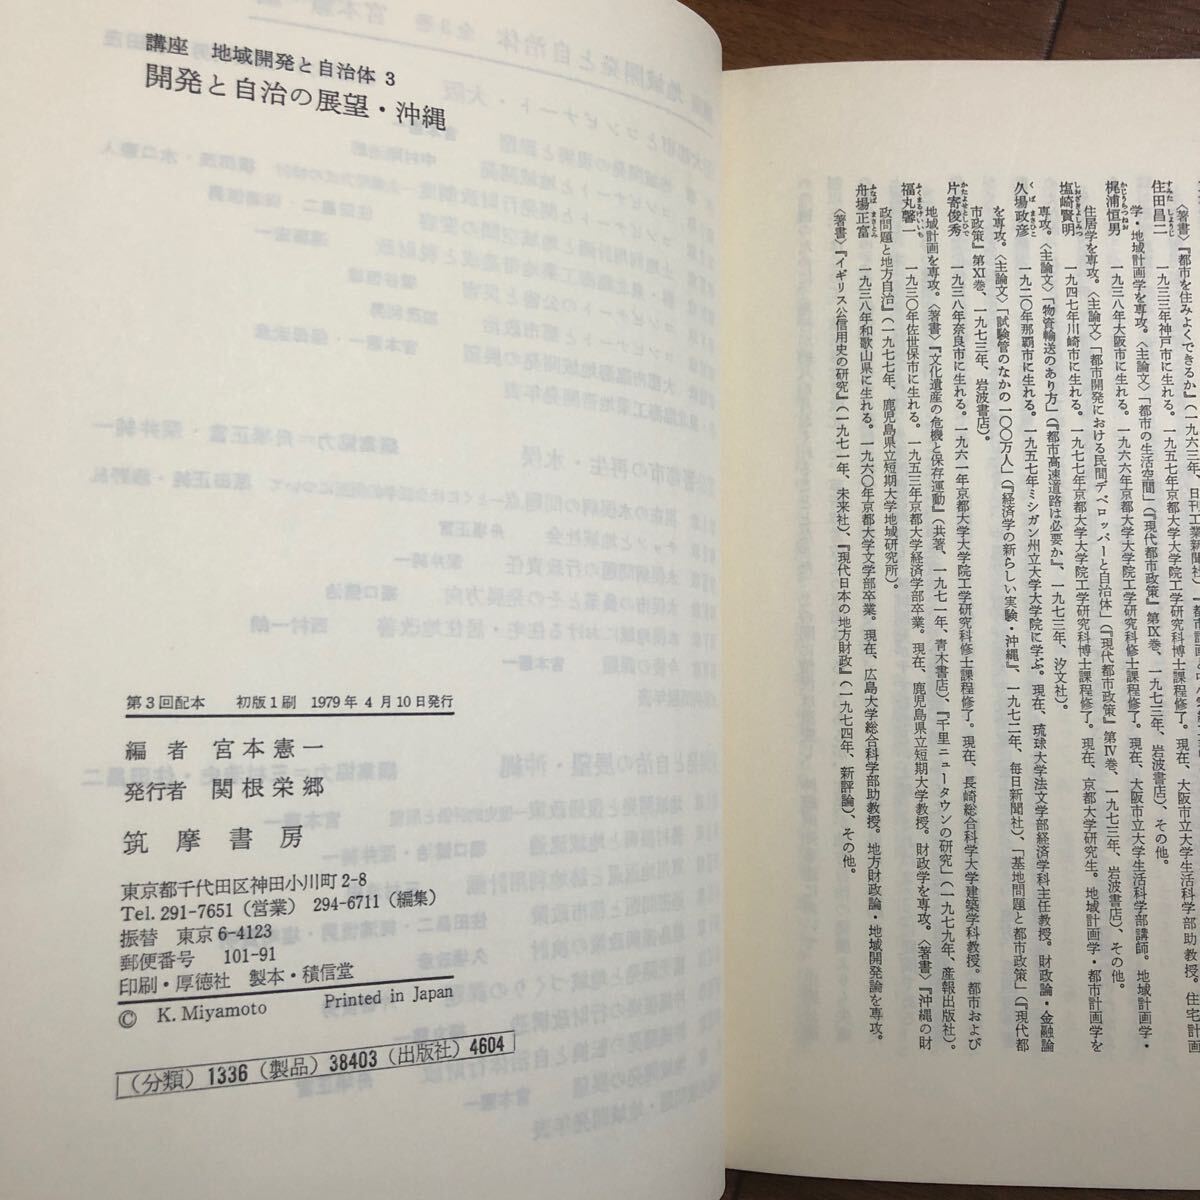 講座　地域開発と自治体 3
開発と自治の展望・沖縄
第3回配本　初版1刷　1979年4月10日発行
編者　宮本憲一
発行者　関根栄郷
筑摩書房
東京都千代田区神田小川町 2-8
Tel. 291-7651（営業）　294-6711（編集）
振替　東京 6-4123
郵便番号　101-91
印刷・厚徳社　製本・積信堂
© K. Miyamoto　Printed in Japan
（分類）1336（製品）38403（出版社）4604
〈著書〉『都市を住みよくできるか』（一九六三年、日刊工業新聞社）
住田昌二　一九三三年神戸市に生れる。一九五七年京都大学大学院工学研究科博士課程修了。現在、大阪市立大学生活科学部助教授。住宅計画
学・地域計画学を専攻。〈主論文〉「都市の生活空間」（『現代都市政策』第Ⅸ巻、一九七三年、岩波書店）、その他。
梶浦恒男　一九三八年大阪市に生れる。一九六六年京都大学大学院工学研究科修士課程修了。現在、大阪市立大学生活科学部講師。地域計画学・
住居学を専攻。〈主論文〉「都市開発における民間デベロッパーと自治体」（『現代都市政策』第Ⅳ巻、一九七三年、岩波書店）、その他。
塩崎賢明　一九四七年川崎市に生れる。一九七七年京都大学大学院工学研究科博士課程修了。現在、京都大学研究生。地域計画学・都市計画学を
専攻。〈主論文〉「物資輸送のあり方」（『都市高速道路は必要か』、一九七三年、汐文社）。
久場政彦　一九二〇年那覇市に生れる。一九五七年ミシガン州立大学大学院に学ぶ。現在、琉球大学法文学部経済学科主任教授。財政論・金融論
を専攻。〈主論文〉「試験管のなかの一〇〇万人」（『経済学の新らしい実験・沖縄』、一九七二年、毎日新聞社）、「基地問題と都市政策」（『現代都
市政策』第Ⅺ巻、一九七三年、岩波書店）。
片寄俊秀　一九三八年奈良市に生れる。一九六一年京都大学大学院工学研究科修士課程修了。現在、長崎総合科学大学建築学科教授。都市および
地域計画を専攻。〈著書〉『文化遺産の危機と保存運動』（共著、一九七一年、青木書店）、『千里ニュータウンの研究』（一九七九年、産報出版社）。
福丸馨一　一九三〇年佐世保市に生れる。一九五三年京都大学経済学部卒業。現在、鹿児島県立短期大学教授。財政学を専攻。〈著書〉『沖縄の財
政問題と地方自治』（一九七七年、鹿児島県立短期大学地域研究所）。
舟場正富　一九三八年和歌山県に生れる。一九六〇年京都大学文学部卒業。現在、広島大学総合科学部助教授。地方財政論・地域開発論を専攻。
〈著書〉『イギリス公信用史の研究』（一九七一年、未来社）、『現代日本の地方財政』（一九七四年、新評論）、その他。